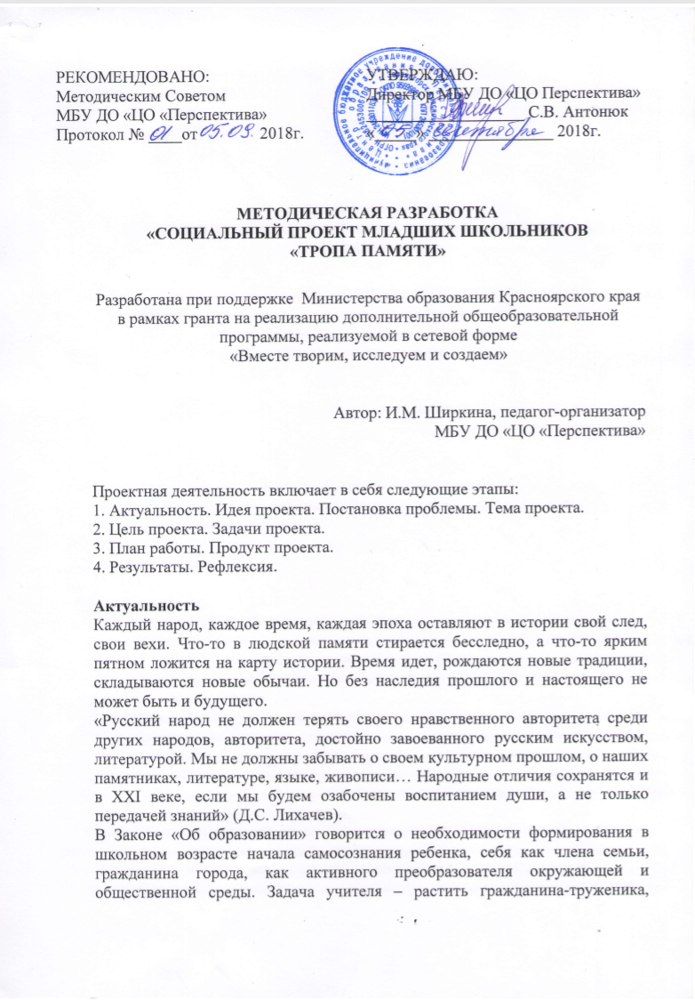 РЕКОМЕНДОВАНО:
Методическим Советом
МБУ ДО «ЦО «Перспектива»
Протокол № 01 от 05.09. 2018г.
УТВЕРЖДАЮ:
Директор МБУ ДО «ЦО Перспектива»
С.В. Антонюк
«05» сентября 2018г.
МЕТОДИЧЕСКАЯ РАЗРАБОТКА
«СОЦИАЛЬНЫЙ ПРОЕКТ МЛАДШИХ ШКОЛЬНИКОВ
«ТРОПА ПАМЯТИ»
Разработана при поддержке Министерства образования Красноярского края
в рамках гранта на реализацию дополнительной общеобразовательной
программы, реализуемой в сетевой форме
«Вместе творим, исследуем и создаем»
Автор: И.М. Ширкина, педагог-организатор
МБУ ДО «ЦО «Перспектива»
Проектная деятельность включает в себя следующие этапы:
1. Актуальность. Идея проекта. Постановка проблемы. Тема проекта.
2. Цель проекта. Задачи проекта.
3. План работы. Продукт проекта.
4. Результаты. Рефлексия.
Актуальность
Каждый народ, каждое время, каждая эпоха оставляют в истории свой след,
свои вехи. Что-то в людской памяти стирается бесследно, а что-то ярким
пятном ложится на карту истории. Время идет, рождаются новые традиции,
складываются новые обычаи. Но без наследия прошлого и настоящего не
может быть и будущего.
«Русский народ не должен терять своего нравственного авторитета среди
других народов, авторитета, достойно завоеванного русским искусством,
литературой. Мы не должны забывать о своем культурном прошлом, о наших
памятниках, литературе, языке, живописи… Народные отличия сохранятся и
в XXI веке, если мы будем озабочены воспитанием души, а не только
передачей знаний» (Д.С. Лихачев).
В Законе «Об образовании» говорится о необходимости формирования в
школьном возрасте начала самосознания ребенка, себя как члена семьи,
гражданина города, как активного преобразователя окружающей и
общественной среды. Задача учителя – растить гражданина-труженика,